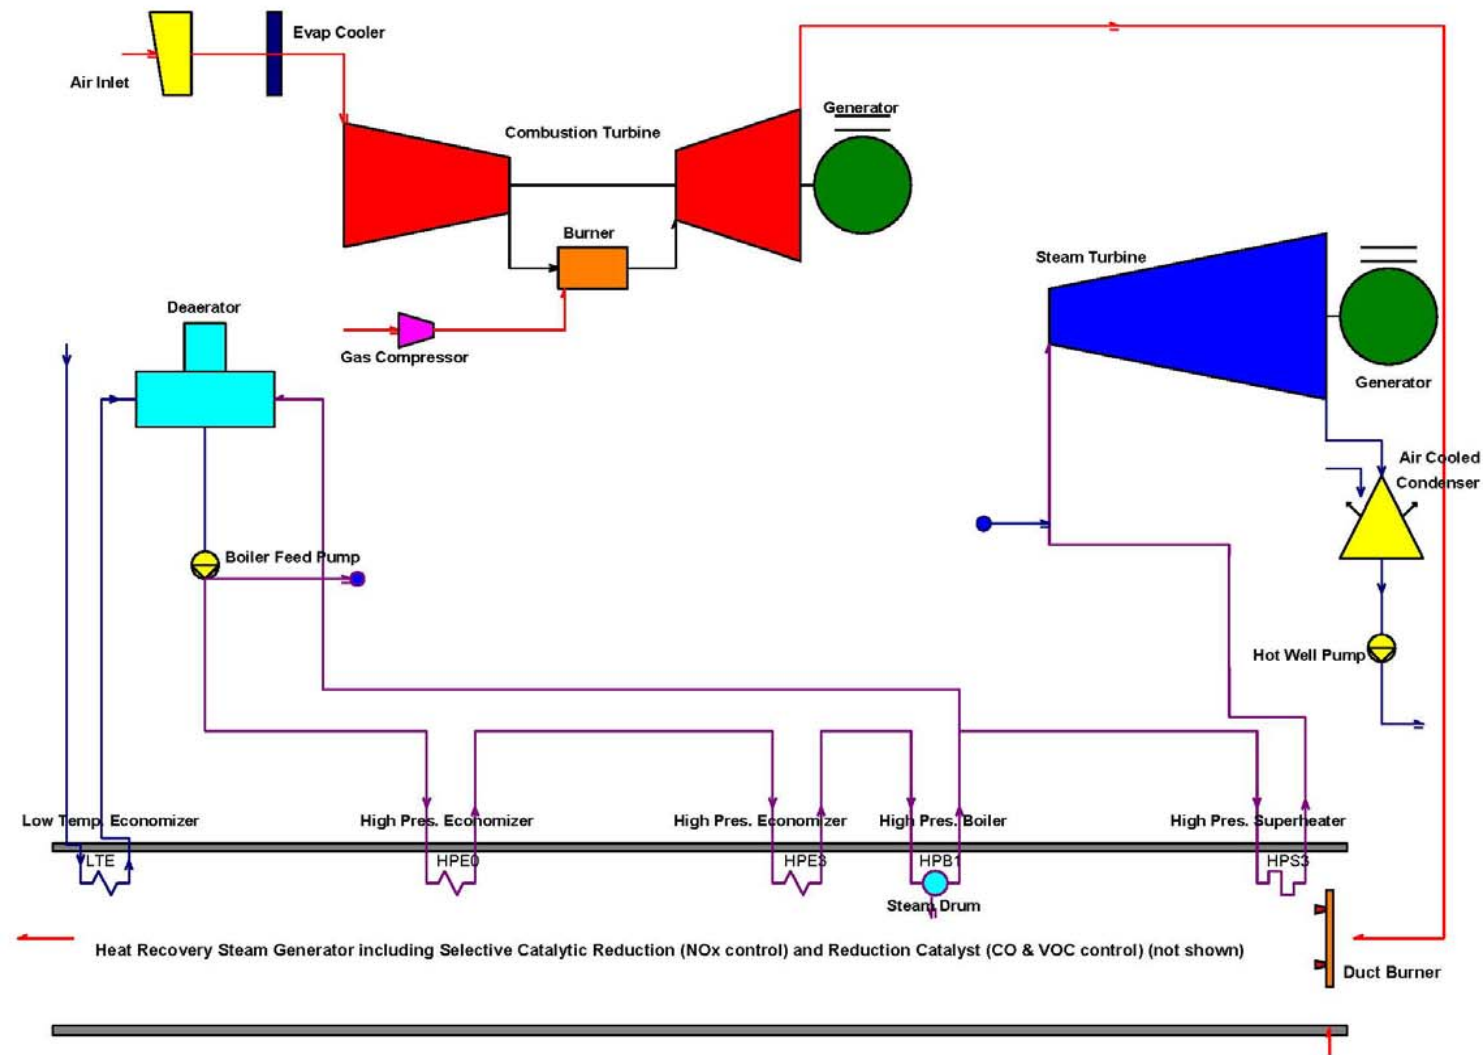 Evap Cooler
Air Inlet
Generator
Combustion Turbine
Burner
Steam Turbine
Deaerator
Gas Compressor
Generator
Air Cooled
Condenser
Boiler Feed Pump
Hot Well Pump
Low Temp. Economizer
High Pres. Economizer
High Pres. Economizer
High Pres. Boiler
High Pres. Superheater
LTE
HPE0
HPE3
HPB1
HPS3
Steam Drum
Heat Recovery Steam Generator including Selective Catalytic Reduction (NOx control) and Reduction Catalyst (CO & VOC control) (not shown)
Duct Burner